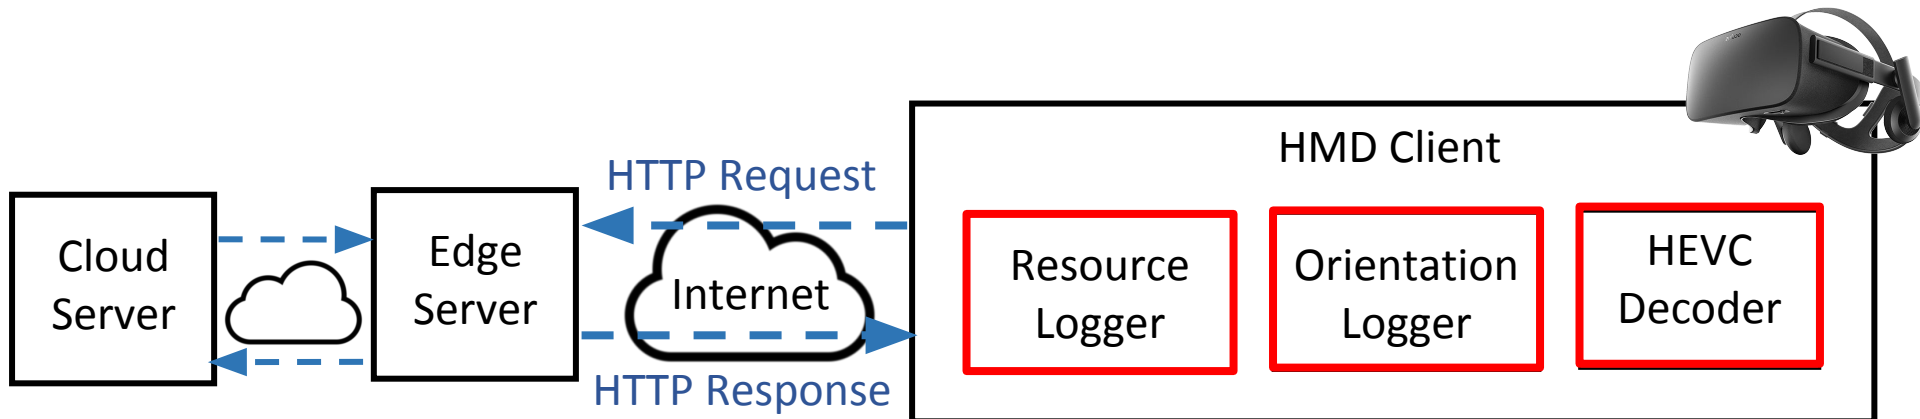 HMD Client
HTTP Request
Cloud
Server
Edge
Server
Internet
HTTP Response
Resource
Logger
Orientation
Logger
HEVC
Decoder